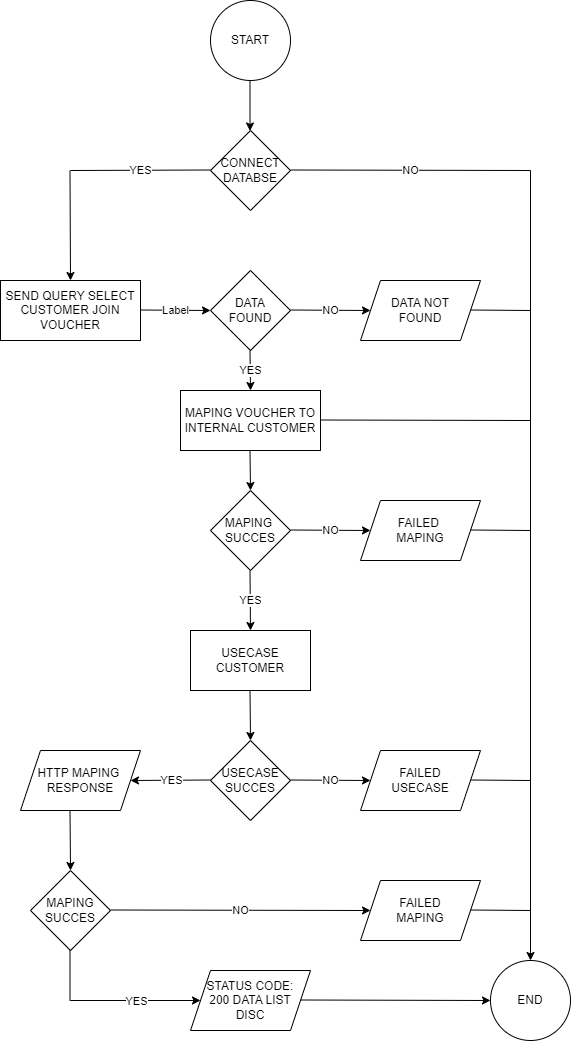 START
CONNECT
DATABSE
YES
NO
SEND QUERY SELECT
CUSTOMER JOIN
VOUCHER
Label
DATA
FOUND
NO
DATA NOT
FOUND
YES
MAPING VOUCHER TO
INTERNAL CUSTOMER
MAPING
SUCCES
NO
FAILED
MAPING
YES
USECASE
CUSTOMER
HTTP MAPING
RESPONSE
YES
USECASE
SUCCES
NO
FAILED
USECASE
MAPING
SUCCES
NO
FAILED
MAPING
YES
STATUS CODE:
200 DATA LIST
DISC
END